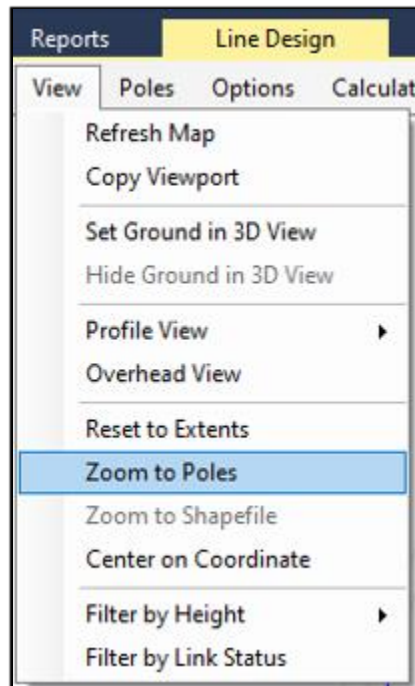 Reports Line Design
View Poles Options Calculat
Refresh Map
Copy Viewport
Set Ground in 3D View
Hide Ground in 3D View
Profile View
Overhead View
Reset to Extents
Zoom to Poles
Zoom to Shapefile
Center on Coordinate
Filter by Height
Filter by Link Status